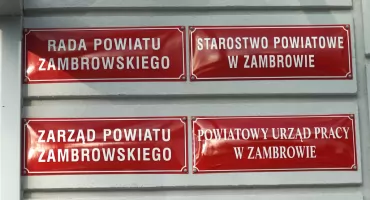 RADA POWIATU
ZAMBROWSKIEGO
STAROSTWO POWIATOWE
W ZAMBROWIE
ZARZĄD POWIATU
ZAMBROWSKIEGO
POWIATOWY URZĄD PRACY
W ZAMBROWIE